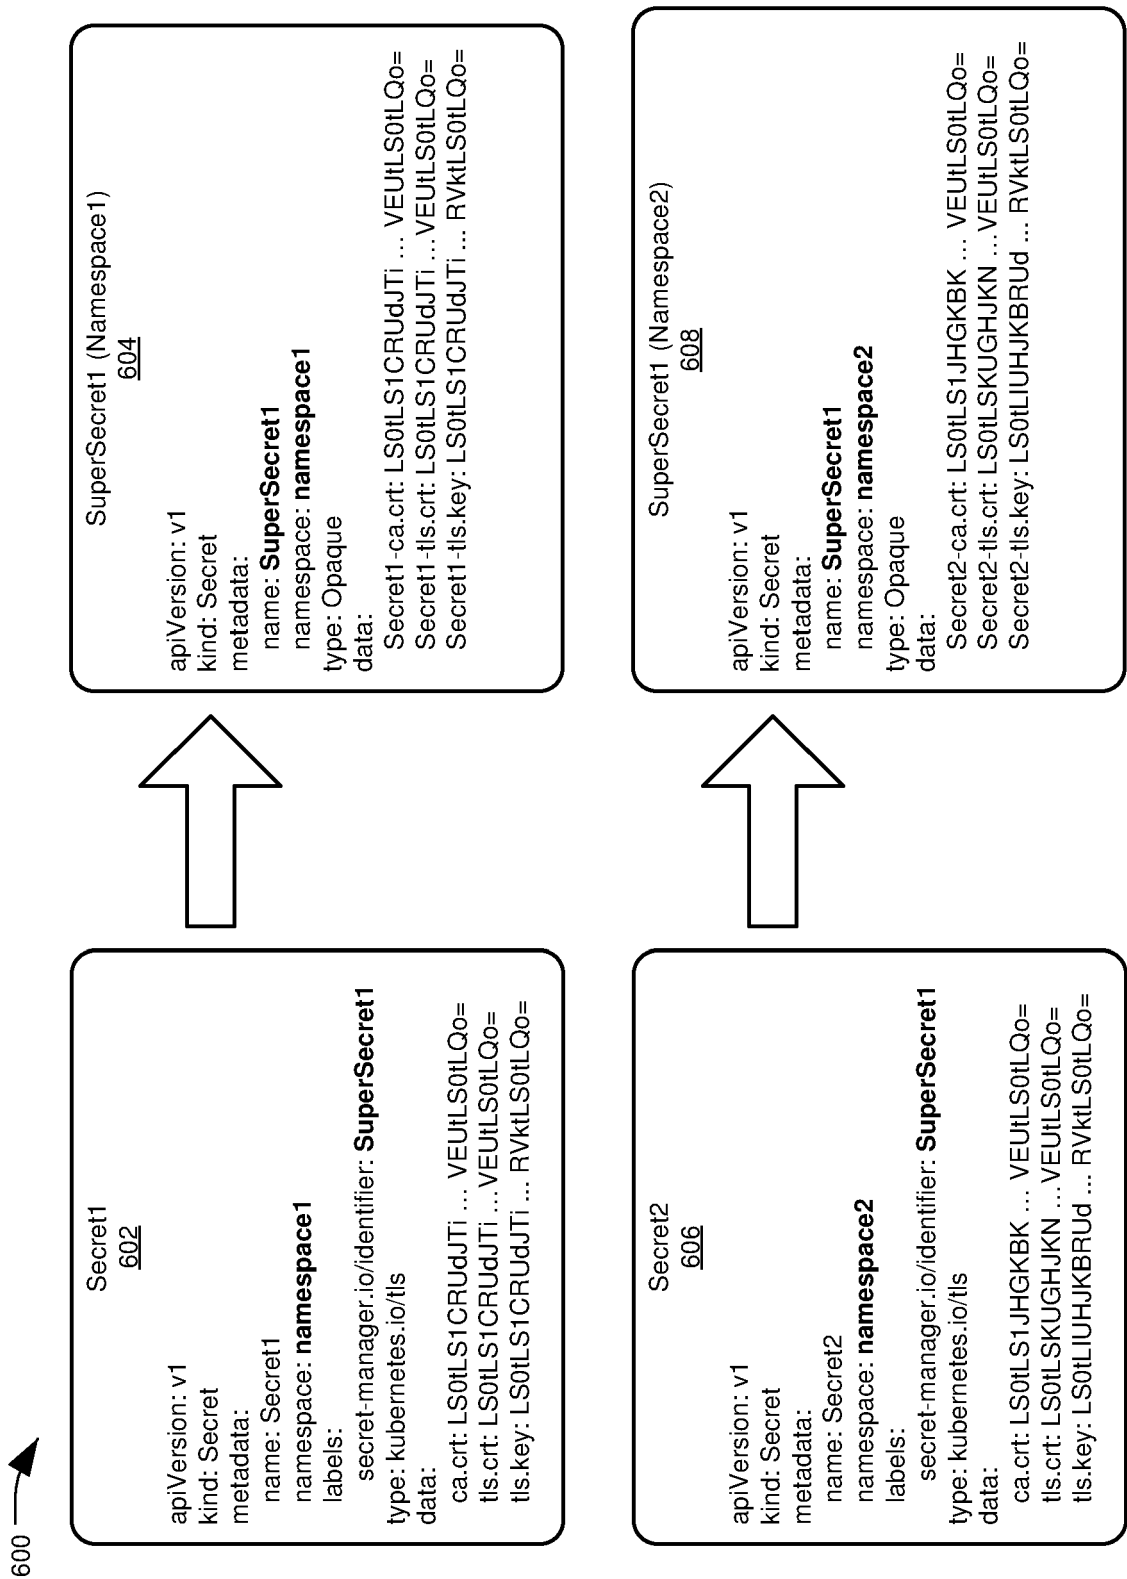 600
Secret1
602
apiVersion: v1
kind: Secret
metadata:
name: Secret1
namespace: namespace1
labels:
secret-manager.io/identifier: SuperSecret1
type: kubernetes.io/tls
data:
ca.crt: LS0tLS1CRUdJTi ... VEUtLS0tLQo=
tls.crt: LS0tLS1CRUdJTi ...VEUtLS0tLQo=
tls.key: LS0tLS1CRUdJTi ... RVktLS0tLQo=
SuperSecret1 (Namespace1)
604
apiVersion: v1
kind: Secret
metadata:
name: SuperSecret1
namespace: namespace1
type: Opaque
data:
Secret1-ca.crt: LS0tLS1CRUdJTi ... VEUtLS0tLQo=
Secret1-tls.crt: LS0tLS1CRUdJTi ...VEUtLS0tLQo=
Secret1-tls.key: LS0tLS1CRUdJTi ... RVktLS0tLQo=
Secret2
606
apiVersion: v1
kind: Secret
metadata:
name: Secret2
namespace: namespace2
labels:
secret-manager.io/identifier: SuperSecret1
type: kubernetes.io/tls
data:
ca.crt: LS0tLS1JHGKBK ... VEUtLS0tLQo=
tls.crt: LS0tLSKUGHJKN ...VEUtLS0tLQo=
tls.key: LS0tLIUHJKBRUd ... RVktLS0tLQo=
SuperSecret1 (Namespace2)
608
apiVersion: v1
kind: Secret
metadata:
name: SuperSecret1
namespace: namespace2
type: Opaque
data:
Secret2-ca.crt: LS0tLS1JHGKBK ... VEUtLS0tLQo=
Secret2-tls.crt: LS0tLSKUGHJKN ...VEUtLS0tLQo=
Secret2-tls.key: LS0tLIUHJKBRUd ... RVktLS0tLQo=